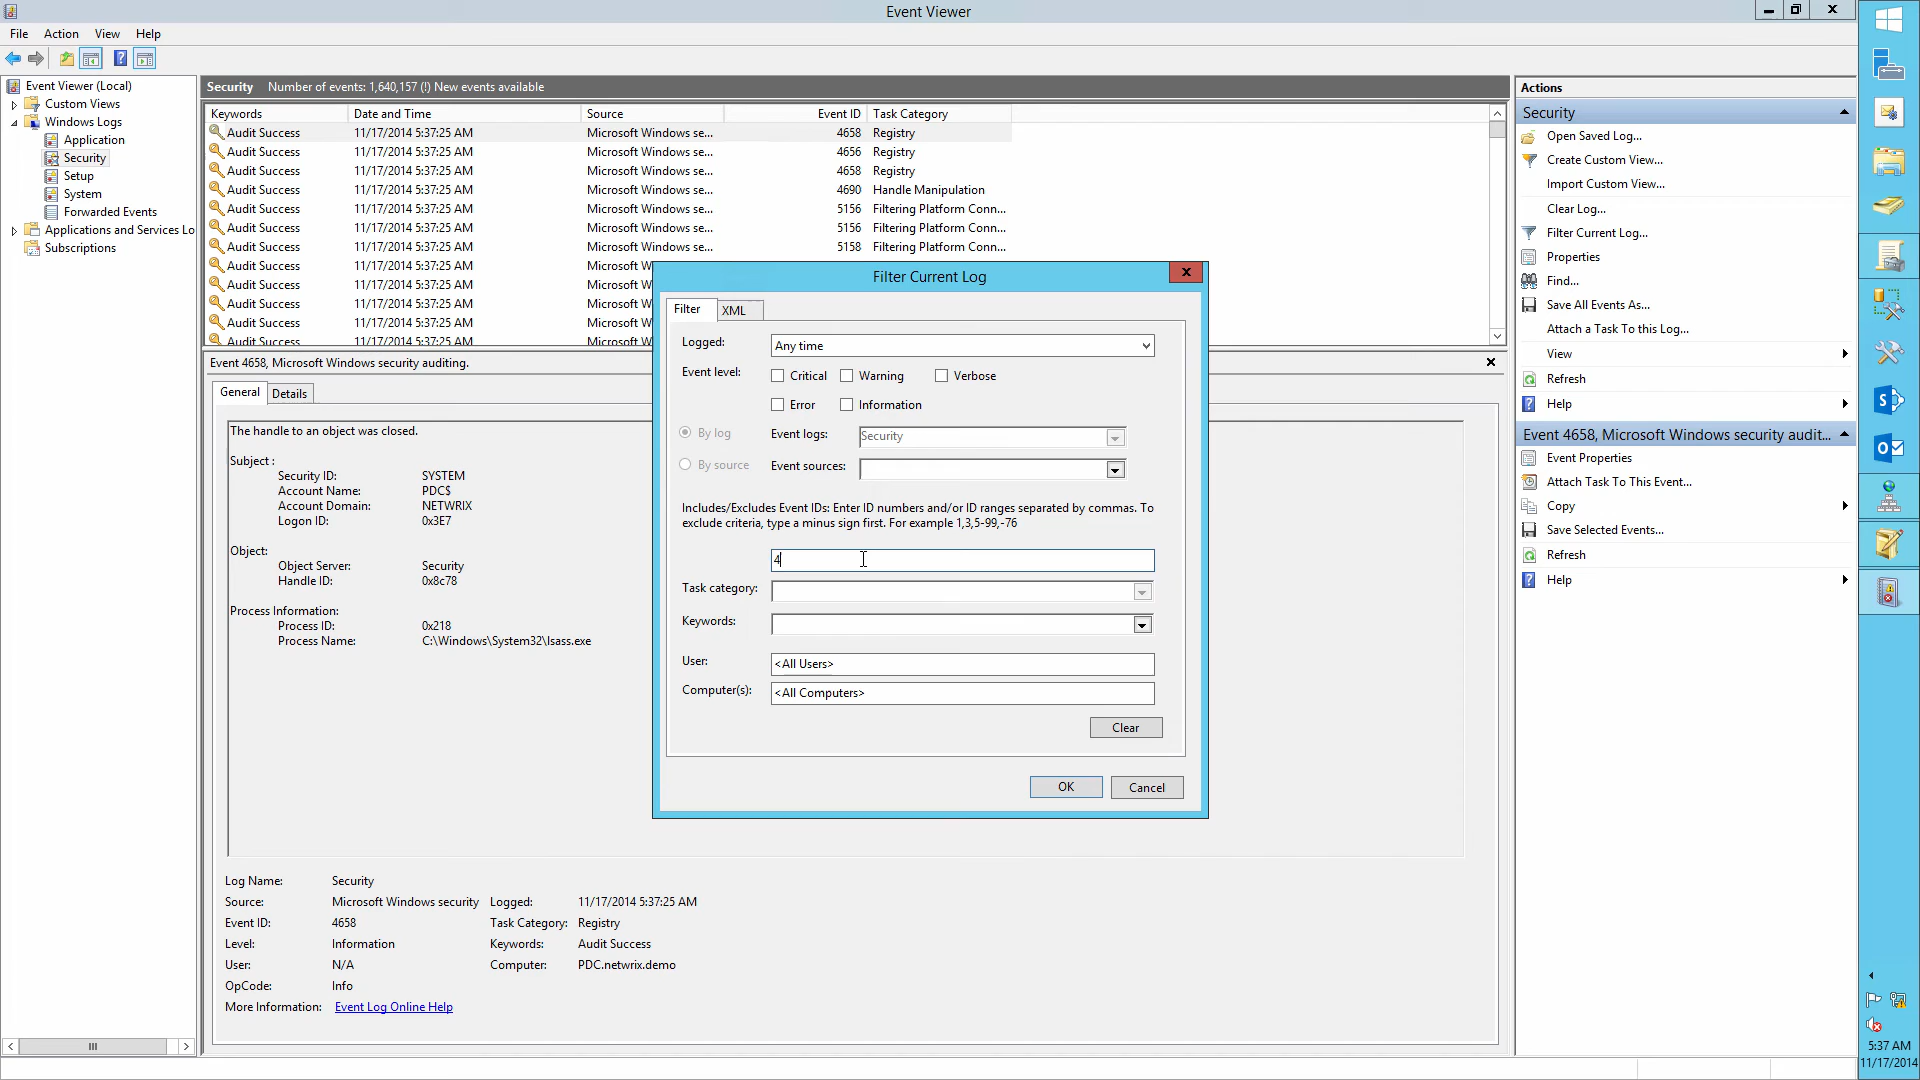 Event Viewer
File Action View Help
Event Viewer (Local)
Custom Views
Windows Logs
Application
Security
Setup
System
Forwarded Events
Applications and Services Lo
Subscriptions
Security Number of events: 1,640,157 (!) New events available
Keywords Date and Time Source Event ID Task Category
Audit Success 11/17/2014 5:37:25 AM Microsoft Windows se... 4658 Registry
Audit Success 11/17/2014 5:37:25 AM Microsoft Windows se... 4656 Registry
Audit Success 11/17/2014 5:37:25 AM Microsoft Windows se... 4658 Registry
Audit Success 11/17/2014 5:37:25 AM Microsoft Windows se... 4690 Handle Manipulation
Audit Success 11/17/2014 5:37:25 AM Microsoft Windows se... 5156 Filtering Platform Conn...
Audit Success 11/17/2014 5:37:25 AM Microsoft Windows se... 5156 Filtering Platform Conn...
Audit Success 11/17/2014 5:37:25 AM Microsoft Windows se... 5158 Filtering Platform Conn...
Audit Success 11/17/2014 5:37:25 AM Microsoft W
Audit Success 11/17/2014 5:37:25 AM Microsoft W
Audit Success 11/17/2014 5:37:25 AM Microsoft W
Audit Success 11/17/2014 5:37:25 AM Microsoft W
Audit Success 11/17/2014 5:37:25 AM Microsoft W
Event 4658, Microsoft Windows security auditing.
General Details
The handle to an object was closed.
Subject :
Security ID: SYSTEM
Account Name: PDC$
Account Domain: NETWRIX
Logon ID: 0x3E7
Object:
Object Server: Security
Handle ID: 0x8c78
Process Information:
Process ID: 0x218
Process Name: C:\Windows\System32\lsass.exe
Log Name: Security
Source: Microsoft Windows security Logged: 11/17/2014 5:37:25 AM
Event ID: 4658 Task Category: Registry
Level: Information Keywords: Audit Success
User: N/A Computer: PDC.netwrix.demo
OpCode: Info
More Information: Event Log Online Help
Filter Current Log
Filter XML
Logged: Any time
Event level: Critical Warning Verbose
Error Information
By log Event logs: Security
By source Event sources:
Includes/Excludes Event IDs: Enter ID numbers and/or ID ranges separated by commas. To
exclude criteria, type a minus sign first. For example 1,3,5-99,-76
4
Task category:
Keywords:
User: <All Users>
Computer(s): <All Computers>
Clear
OK Cancel
Actions
Security
Open Saved Log...
Create Custom View...
Import Custom View...
Clear Log...
Filter Current Log...
Properties
Find...
Save All Events As...
Attach a Task To this Log...
View
Refresh
Help
Event 4658, Microsoft Windows security audit...
Event Properties
Attach Task To This Event...
Copy
Save Selected Events...
Refresh
Help
5:37 AM
11/17/2014